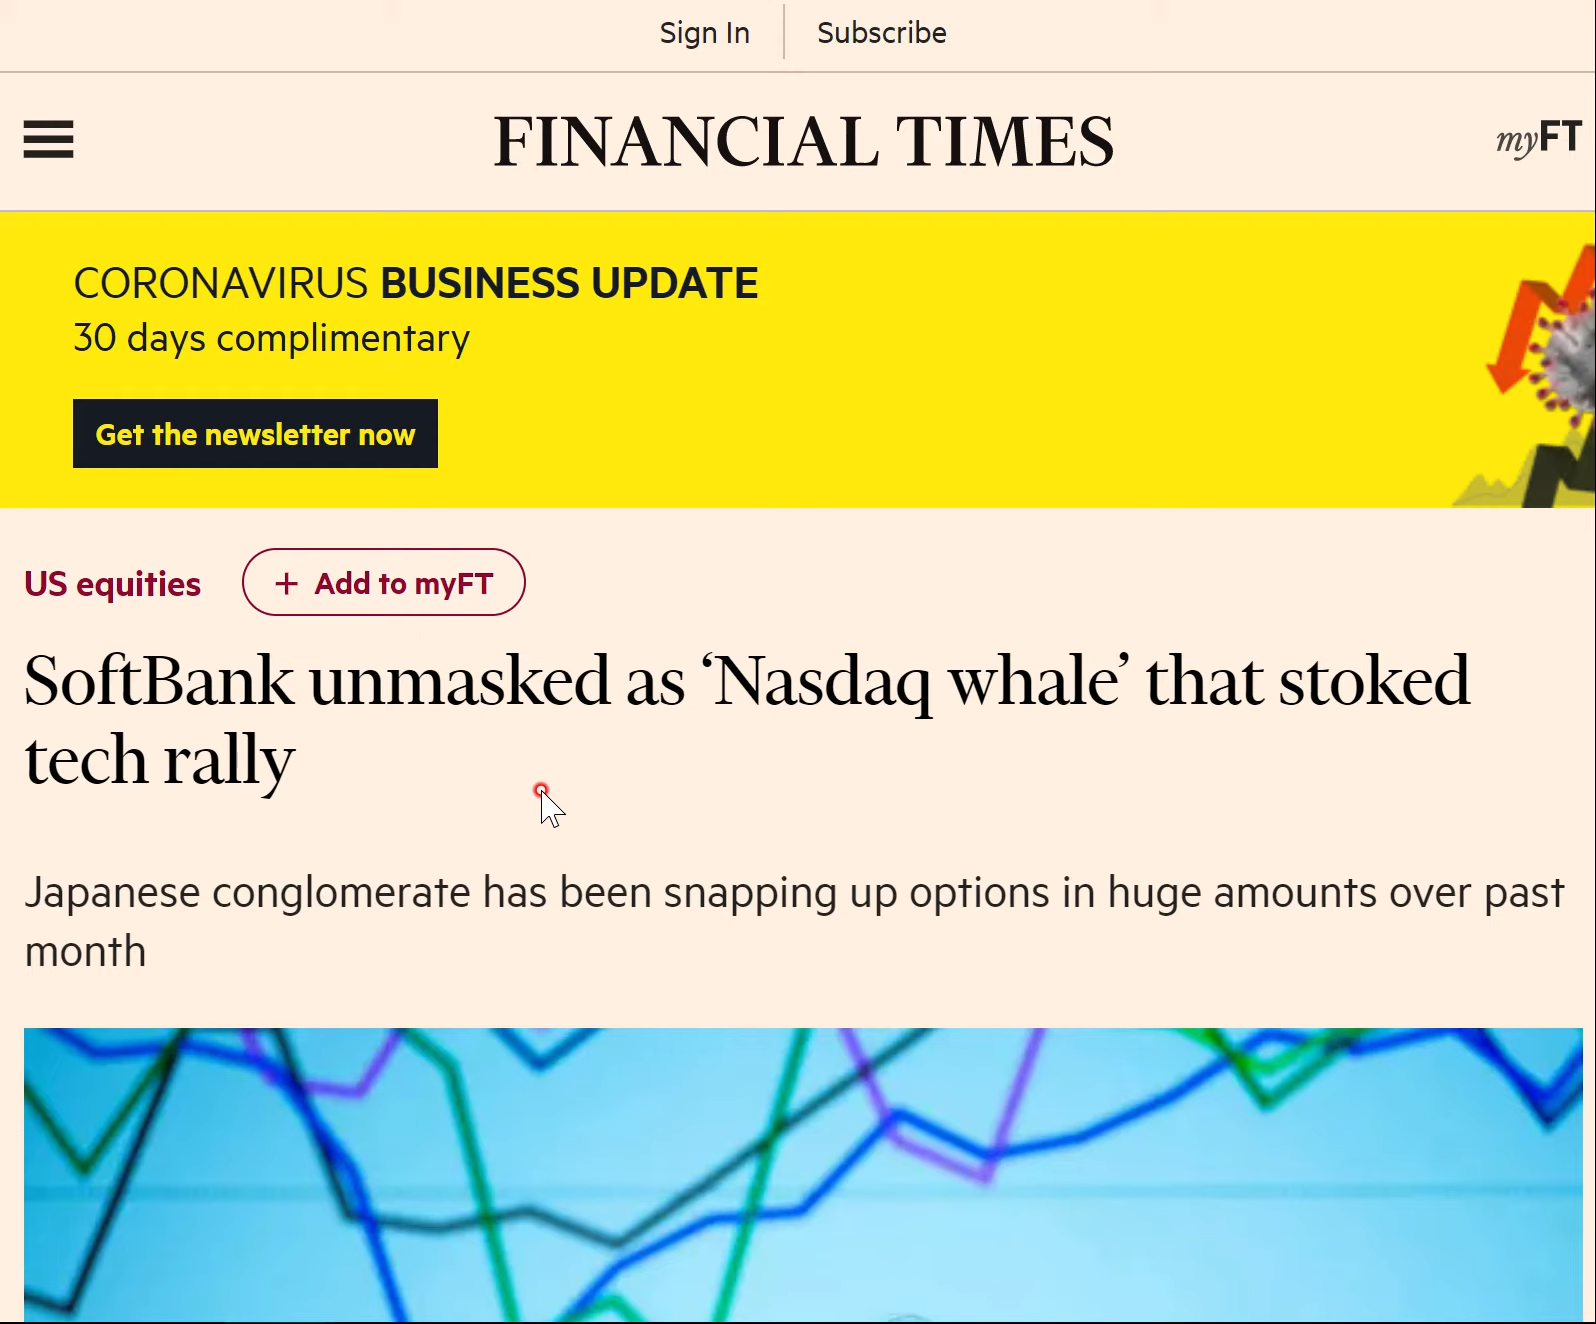 Sign In
Subscribe
FINANCIAL TIMES
myFT
CORONAVIRUS BUSINESS UPDATE
30 days complimentary
Get the newsletter now
US equities
+ Add to myFT
SoftBank unmasked as ‘Nasdaq whale’ that stoked
tech rally
Japanese conglomerate has been snapping up options in huge amounts over past
month